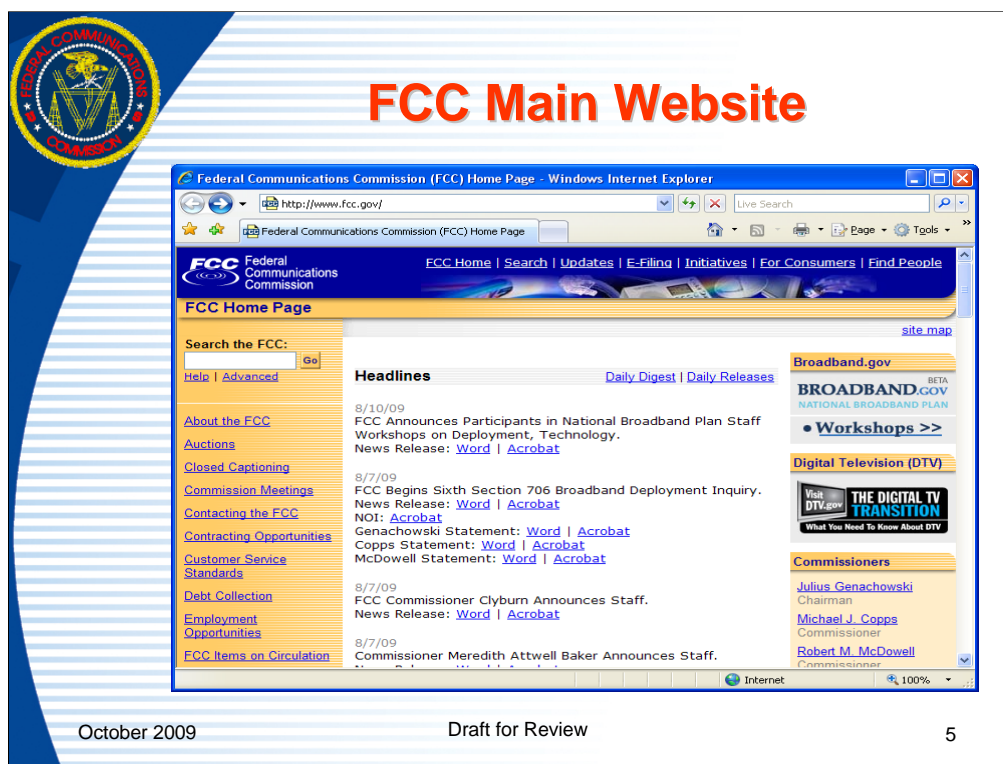 FEDERAL COMMUNICATIONS COMMISSION
FCC Main Website
Federal Communications Commission (FCC) Home Page - Windows Internet Explorer
http://www.fcc.gov/
Live Search
Federal Communications Commission (FCC) Home Page
Page
Tools
FCC Federal Communications Commission
FCC Home | Search | Updates | E-Filing | Initiatives | For Consumers | Find People
FCC Home Page
site map
Search the FCC:
Go
Help | Advanced
About the FCC
Auctions
Closed Captioning
Commission Meetings
Contacting the FCC
Contracting Opportunities
Customer Service
Standards
Debt Collection
Employment
Opportunities
FCC Items on Circulation
Headlines
Daily Digest | Daily Releases
8/10/09
FCC Announces Participants in National Broadband Plan Staff
Workshops on Deployment, Technology.
News Release: Word | Acrobat
8/7/09
FCC Begins Sixth Section 706 Broadband Deployment Inquiry.
News Release: Word | Acrobat
NOI: Acrobat
Genachowski Statement: Word | Acrobat
Copps Statement: Word | Acrobat
McDowell Statement: Word | Acrobat
8/7/09
FCC Commissioner Clyburn Announces Staff.
News Release: Word | Acrobat
8/7/09
Commissioner Meredith Attwell Baker Announces Staff.
Broadband.gov
BETA
BROADBAND.GOV
NATIONAL BROADBAND PLAN
• Workshops >>
Digital Television (DTV)
Visit DTV.gov
THE DIGITAL TV
TRANSITION
What You Need To Know About DTV
Commissioners
Julius Genachowski
Chairman
Michael J. Copps
Commissioner
Robert M. McDowell
Commissioner
Internet
100%
October 2009
Draft for Review
5